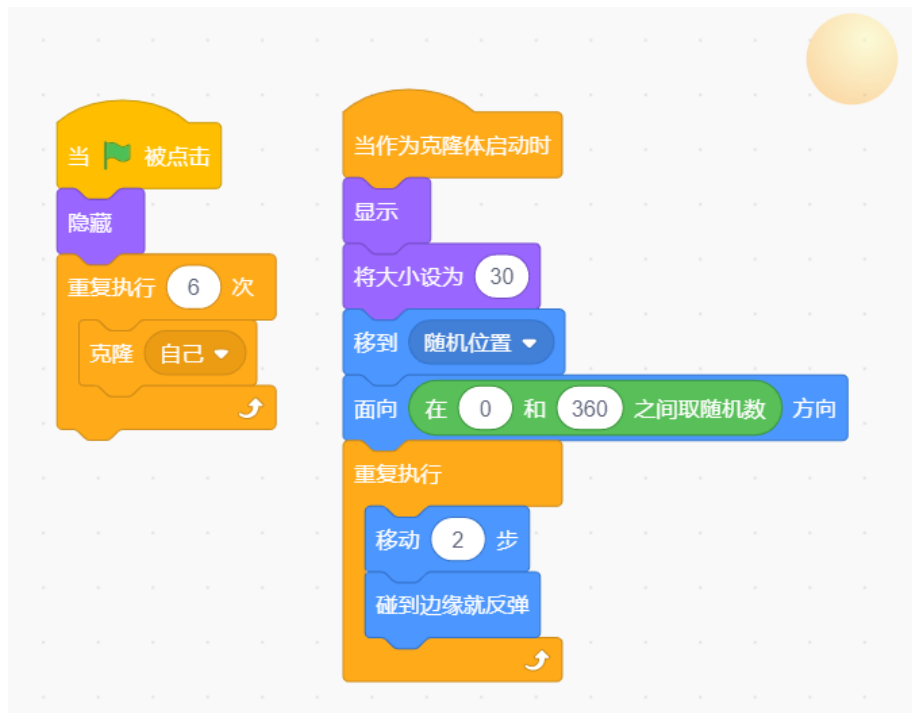 当 被点击
隐藏
重复执行 6 次
克隆 自己
当作为克隆体启动时
显示
将大小设为 30
移到 随机位置
面向 在 0 和 360 之间取随机数 方向
重复执行
移动 2 步
碰到边缘就反弹